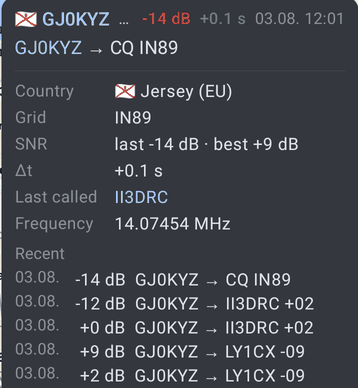 GJ0KYZ ... -14 dB +0.1 s 03.08. 12:01
GJ0KYZ → CQ IN89
Country Jersey (EU)
Grid IN89
SNR last -14 dB · best +9 dB
Δt +0.1 s
Last called II3DRC
Frequency 14.07454 MHz
Recent
03.08. -14 dB GJ0KYZ → CQ IN89
03.08. -12 dB GJ0KYZ → II3DRC +02
03.08. +0 dB GJ0KYZ → II3DRC +02
03.08. +9 dB GJ0KYZ → LY1CX -09
03.08. +2 dB GJ0KYZ → LY1CX -09